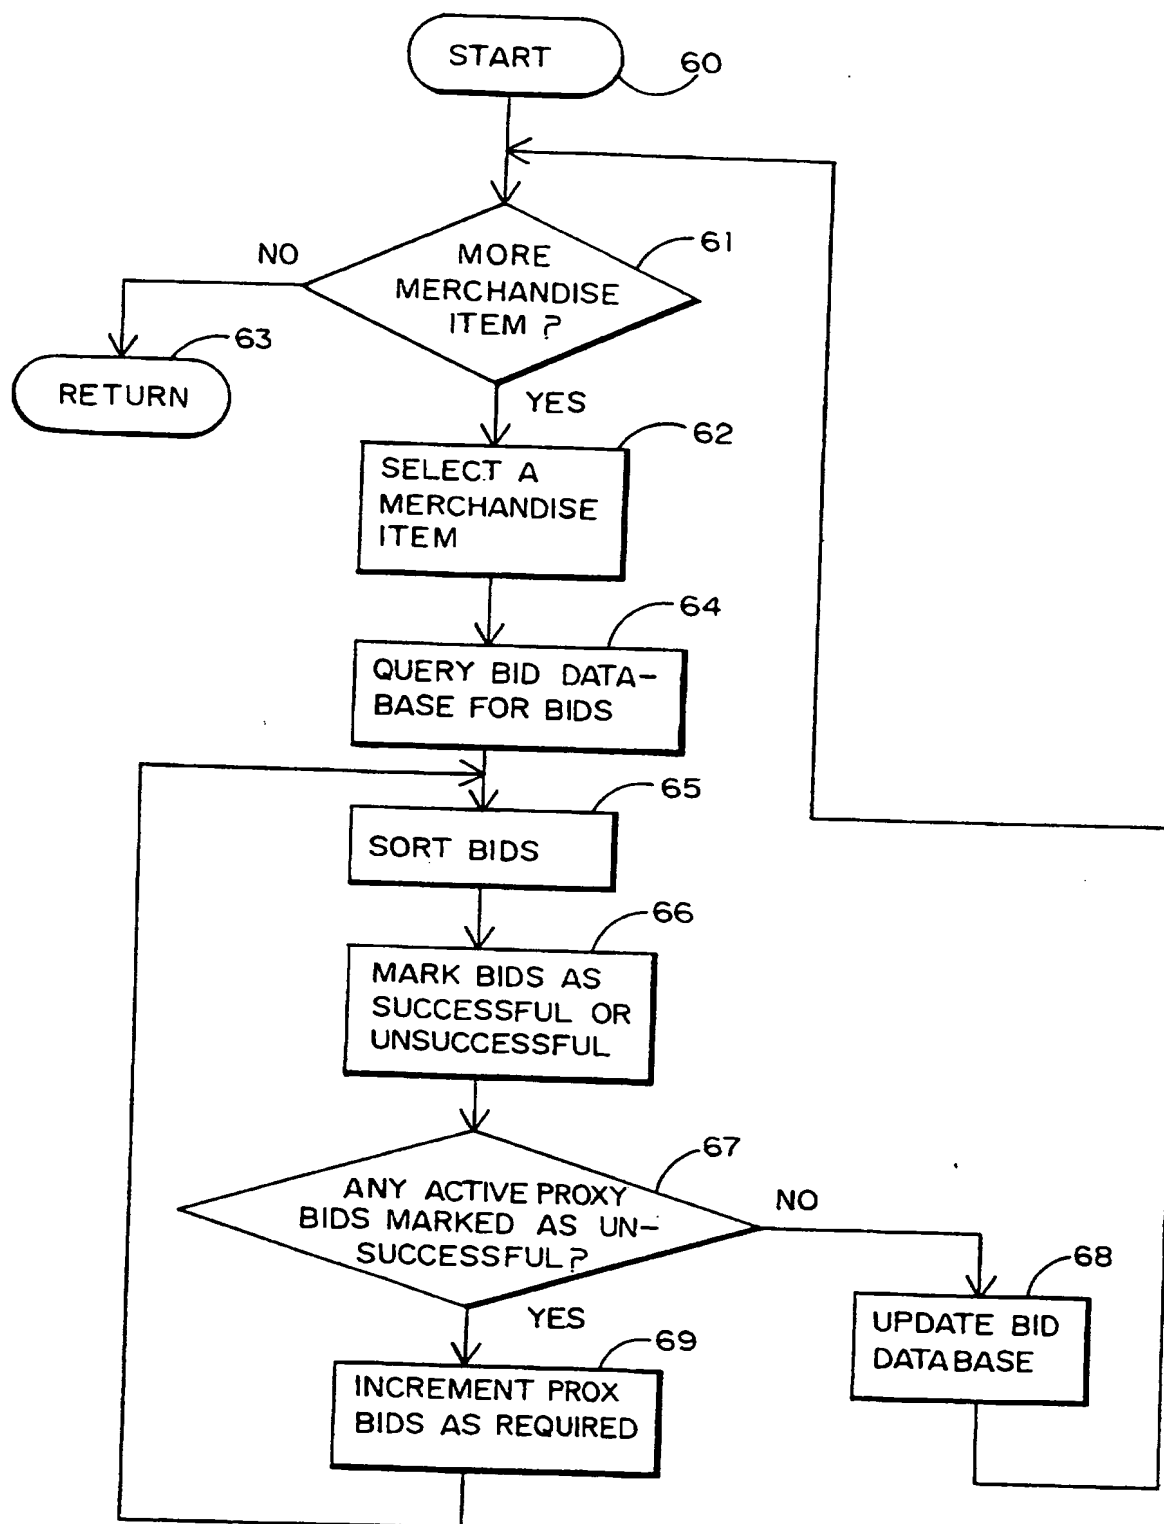 START
60
MORE
MERCHANDISE
ITEM ?
61
NO
63
RETURN
YES
62
SELECT A
MERCHANDISE
ITEM
64
QUERY BID DATA-
BASE FOR BIDS
65
SORT BIDS
66
MARK BIDS AS
SUCCESSFUL OR
UNSUCCESSFUL
67
ANY ACTIVE PROXY
BIDS MARKED AS UN-
SUCCESSFUL?
NO
68
UPDATE BID
DATABASE
YES
69
INCREMENT PROX
BIDS AS REQUIRED